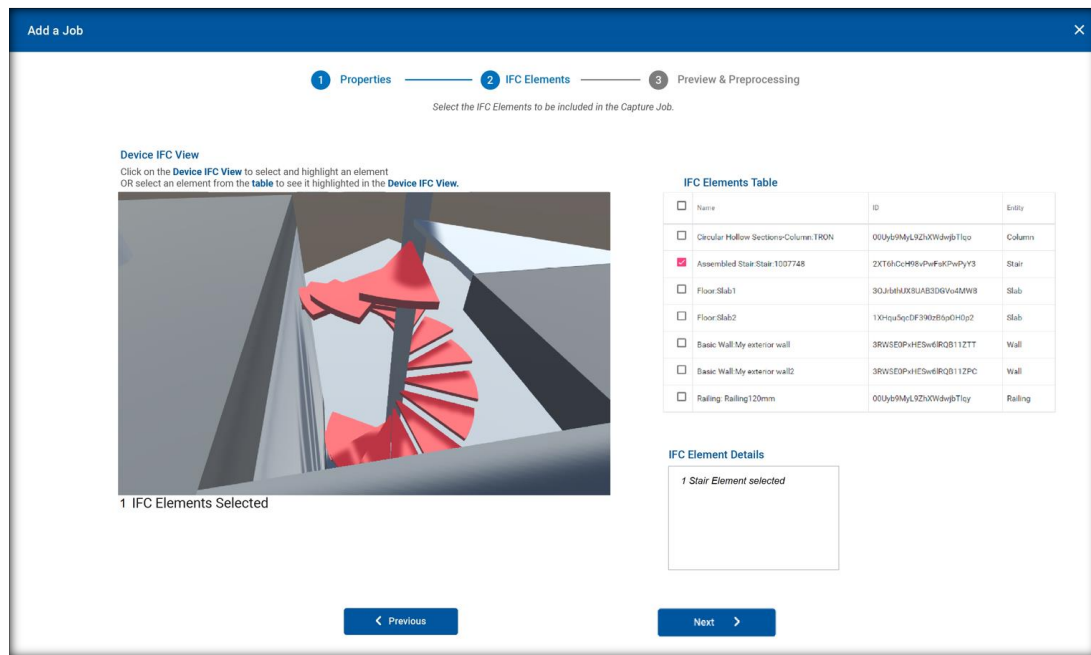 Add a Job
1 Properties 2 IFC Elements 3 Preview & Preprocessing
Select the IFC Elements to be included in the Capture Job.
Device IFC View
Click on the Device IFC View to select and highlight an element
OR select an element from the table to see it highlighted in the Device IFC View.
1 IFC Elements Selected
IFC Elements Table
Name ID Entity
Circular Hollow Sections-Column:TRON 00Uyb9MyL9ZhXWdwjbTlqo Column
Assembled Stair:Stair:1007748 2XT6hCcH98vPwFsKPwPyY3 Stair
Floor:Slab1 3OJrbthUX8UAB3DGVo4MW8 Slab
Floor:Slab2 1XHqu5qcDF390zB6pOH0p2 Slab
Basic Wall:My exterior wall 3RWSE0PxHESw6lRQB11ZTT Wall
Basic Wall:My exterior wall2 3RWSE0PxHESw6lRQB11ZPC Wall
Railing: Railing120mm 00Uyb9MyL9ZhXWdwjbTlqy Railing
IFC Element Details
1 Stair Element selected
Previous
Next